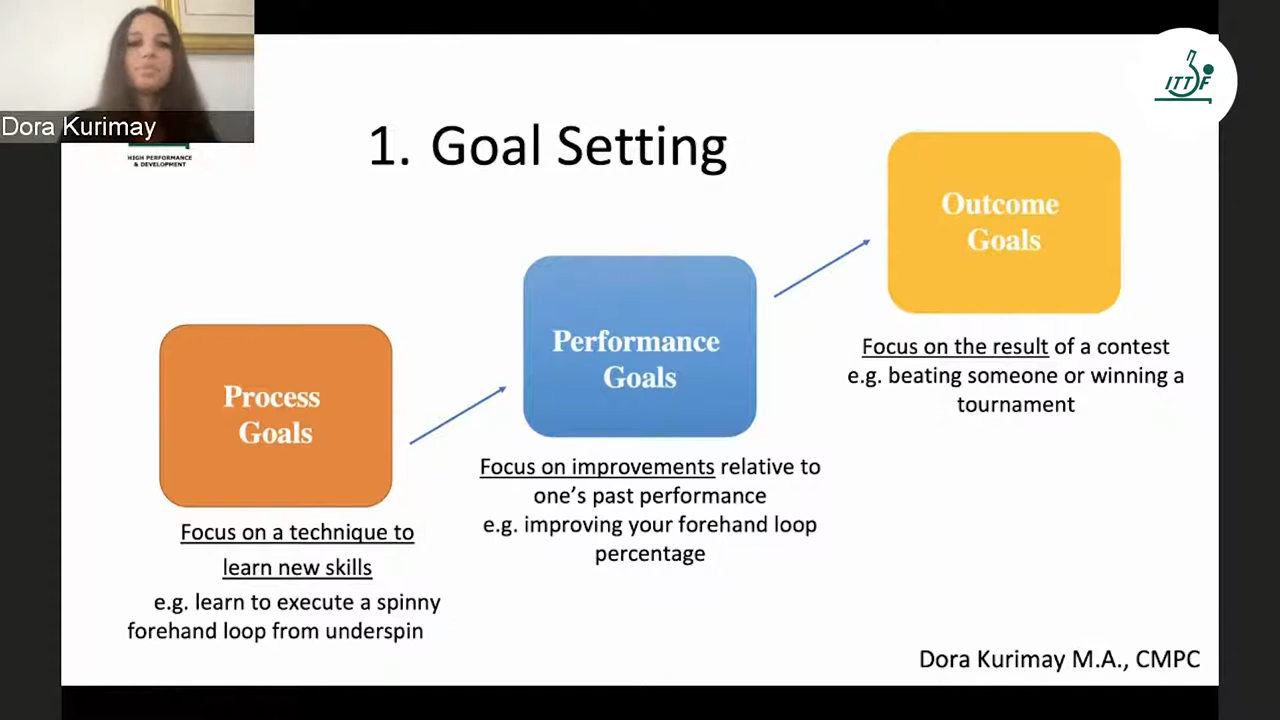 Dora Kurimay
ITTF
HIGH PERFORMANCE
& DEVELOPMENT
1. Goal Setting
Outcome
Goals
Focus on the result of a contest
e.g. beating someone or winning a
tournament
Performance
Goals
Focus on improvements relative to
one's past performance
e.g. improving your forehand loop
percentage
Process
Goals
Focus on a technique to
learn new skills
e.g. learn to execute a spinny
forehand loop from underspin
Dora Kurimay M.A., CMPC